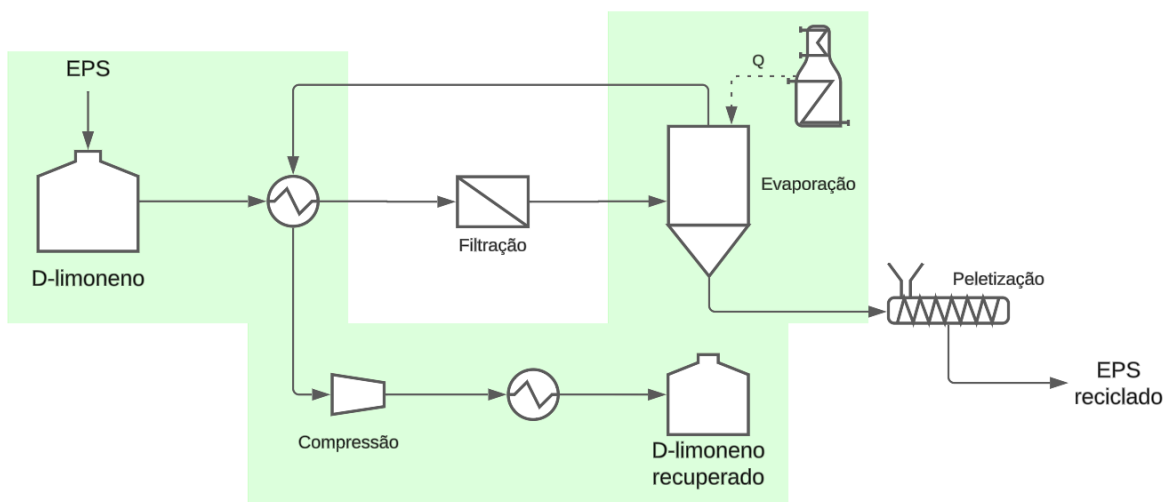 EPS
D-limoneno
Filtração
Q
Evaporação
Peletização
EPS
reciclado
Compressão
D-limoneno
recuperado